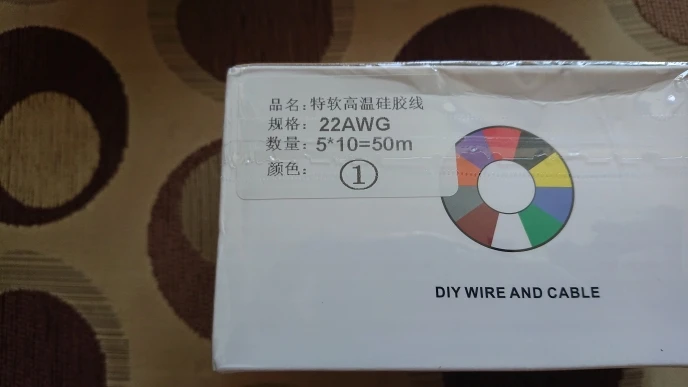 品名：特软高温硅胶线
规格：22AWG
数量：5*10=50m
颜色：①
DIY WIRE AND CABLE